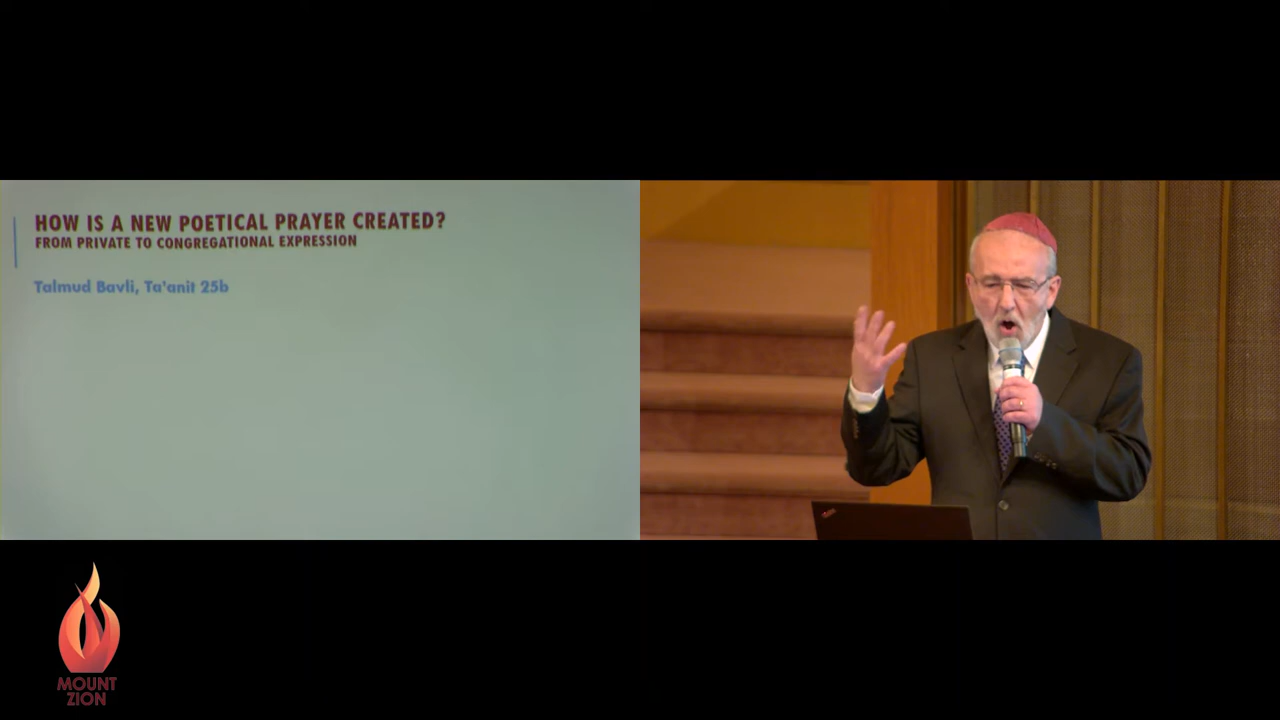 HOW IS A NEW POETICAL PRAYER CREATED?
FROM PRIVATE TO CONGREGATIONAL EXPRESSION
Talmud Bavli, Ta'anit 25b
MOUNT
ZION